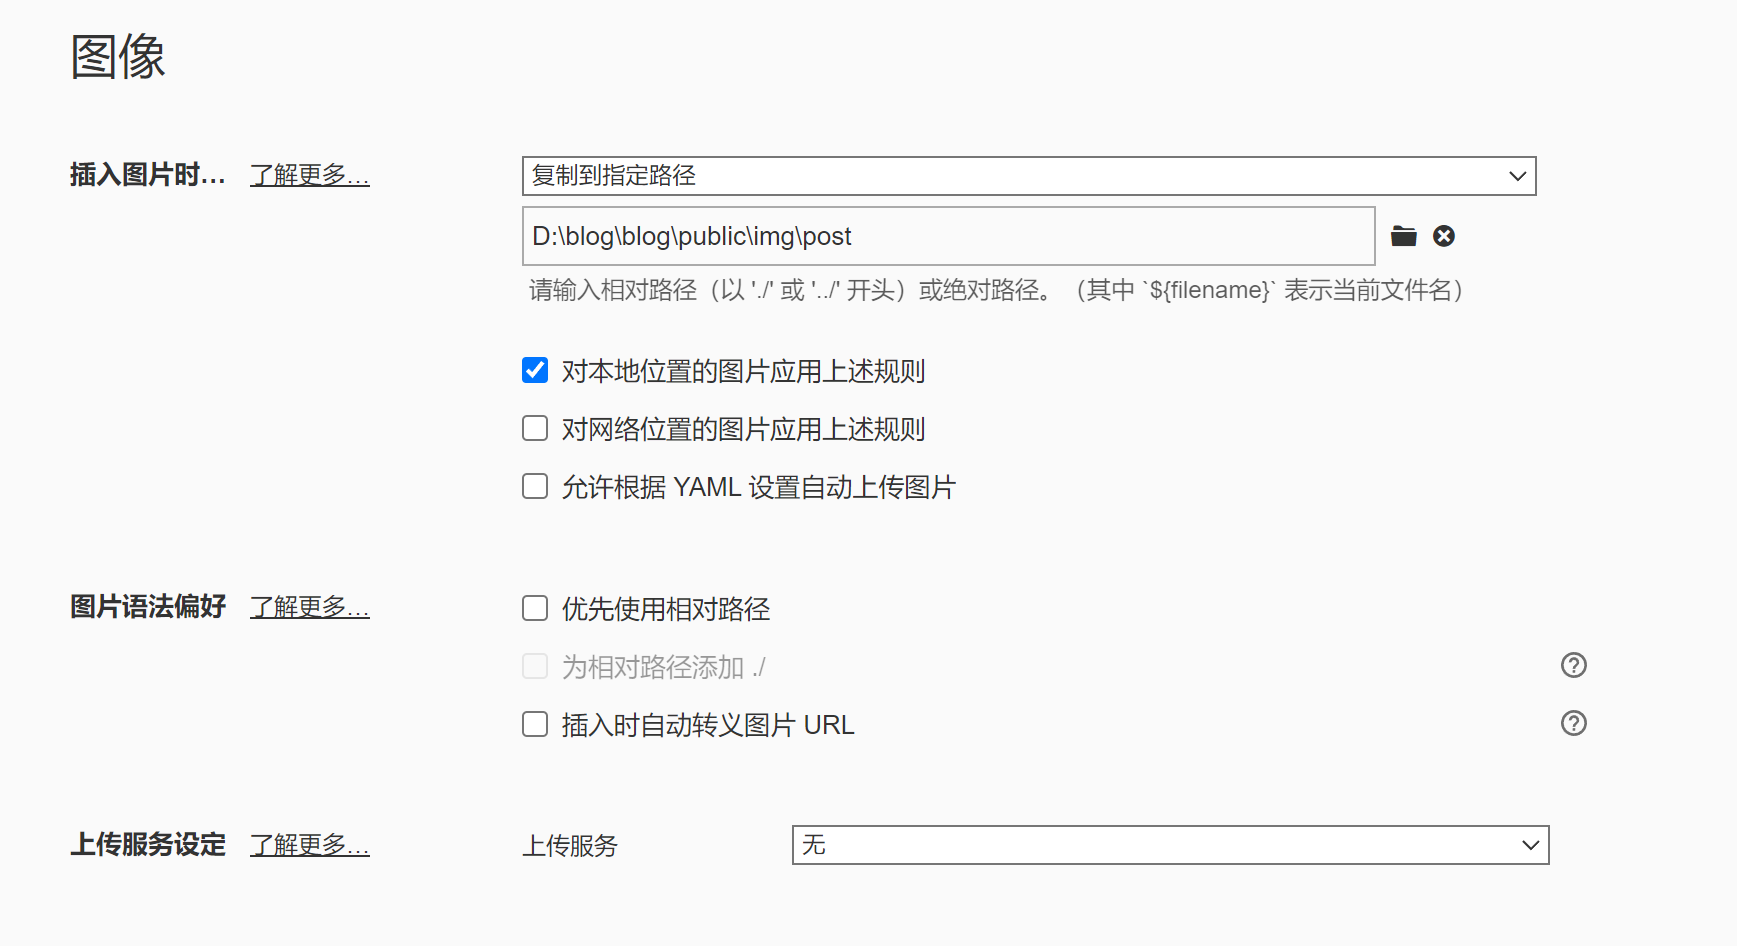 图像
插入图片时... 了解更多... 复制到指定路径
D:\blog\blog\public\img\post
请输入相对路径（以 './' 或 '../' 开头）或绝对路径。（其中 `${filename}` 表示当前文件名）
对本地位置的图片应用上述规则
对网络位置的图片应用上述规则
允许根据 YAML 设置自动上传图片
图片语法偏好 了解更多... 优先使用相对路径
为相对路径添加 ./
插入时自动转义图片 URL
上传服务设定 了解更多... 上传服务 无